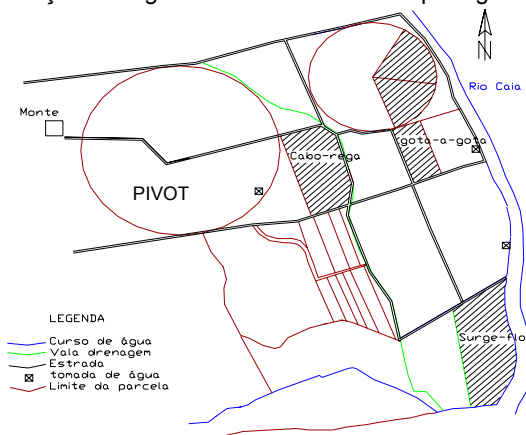 N
Rio Caia
Monte
gota-a-gota
Cabo-rega
PIVOT
LEGENDA
Surge-flo
Curso de água
Vala drenagem
Estrada
tomada de água
Limite da parcela